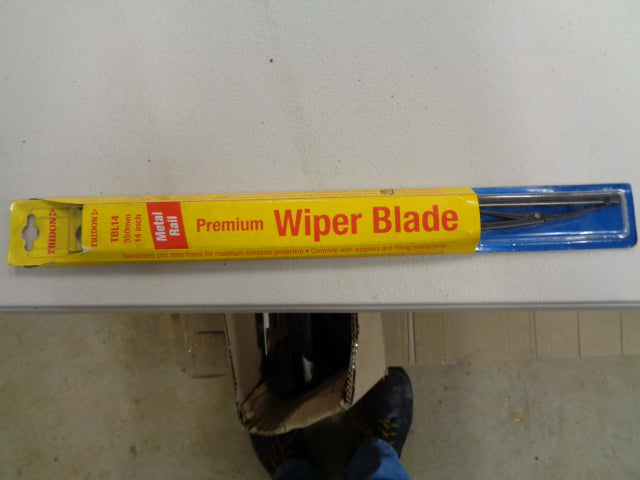 TRIDON
TRIDON
TBL14
350mm
14 inch
Metal
Rail
Premium Wiper Blade
Galvanised zinc steel frame for maximum corrosion protection • Complete with adaptors and fitting instructions